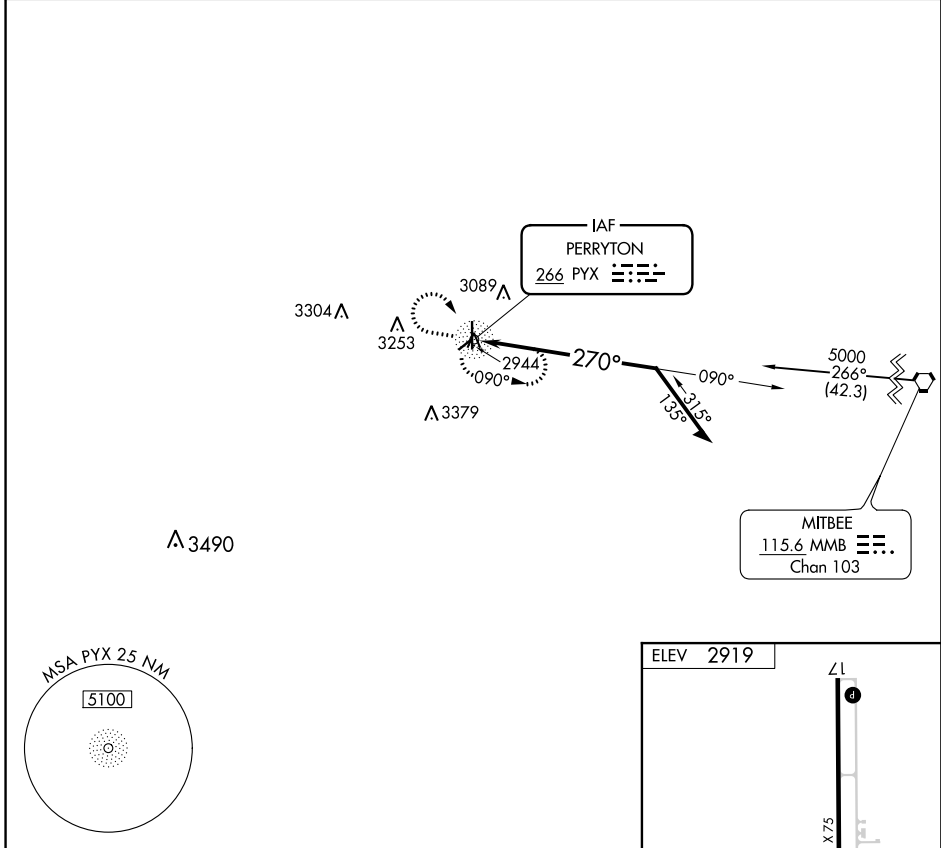 IAF
PERRYTON
266 PYX
3089
3304
3253
2944
270°
090°
090°
5000
266°
(42.3)
315°
135°
3379
MITBEE
115.6 MMB
Chan 103
3490
MSA PYX 25 NM
5100
ELEV 2919
17
P
X 75